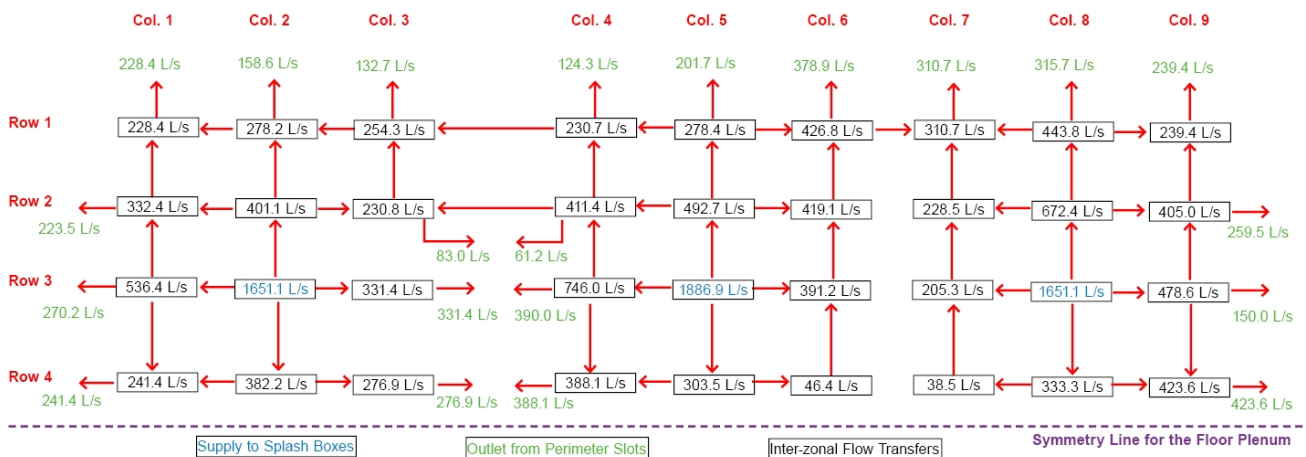 Col. 1 Col. 2 Col. 3 Col. 4 Col. 5 Col. 6 Col. 7 Col. 8 Col. 9
228.4 L/s 158.6 L/s 132.7 L/s 124.3 L/s 201.7 L/s 378.9 L/s 310.7 L/s 315.7 L/s 239.4 L/s
Row 1 228.4 L/s 278.2 L/s 254.3 L/s 230.7 L/s 278.4 L/s 426.8 L/s 310.7 L/s 443.8 L/s 239.4 L/s
Row 2 332.4 L/s 401.1 L/s 230.8 L/s 411.4 L/s 492.7 L/s 419.1 L/s 228.5 L/s 672.4 L/s 405.0 L/s
223.5 L/s 83.0 L/s 61.2 L/s 259.5 L/s
Row 3 536.4 L/s 1651.1 L/s 331.4 L/s 746.0 L/s 1886.9 L/s 391.2 L/s 205.3 L/s 1651.1 L/s 478.6 L/s
270.2 L/s 331.4 L/s 390.0 L/s 150.0 L/s
Row 4 241.4 L/s 382.2 L/s 276.9 L/s 388.1 L/s 303.5 L/s 46.4 L/s 38.5 L/s 333.3 L/s 423.6 L/s
241.4 L/s 276.9 L/s 388.1 L/s 423.6 L/s
Supply to Splash Boxes Outlet from Perimeter Slots Inter-zonal Flow Transfers Symmetry Line for the Floor Plenum